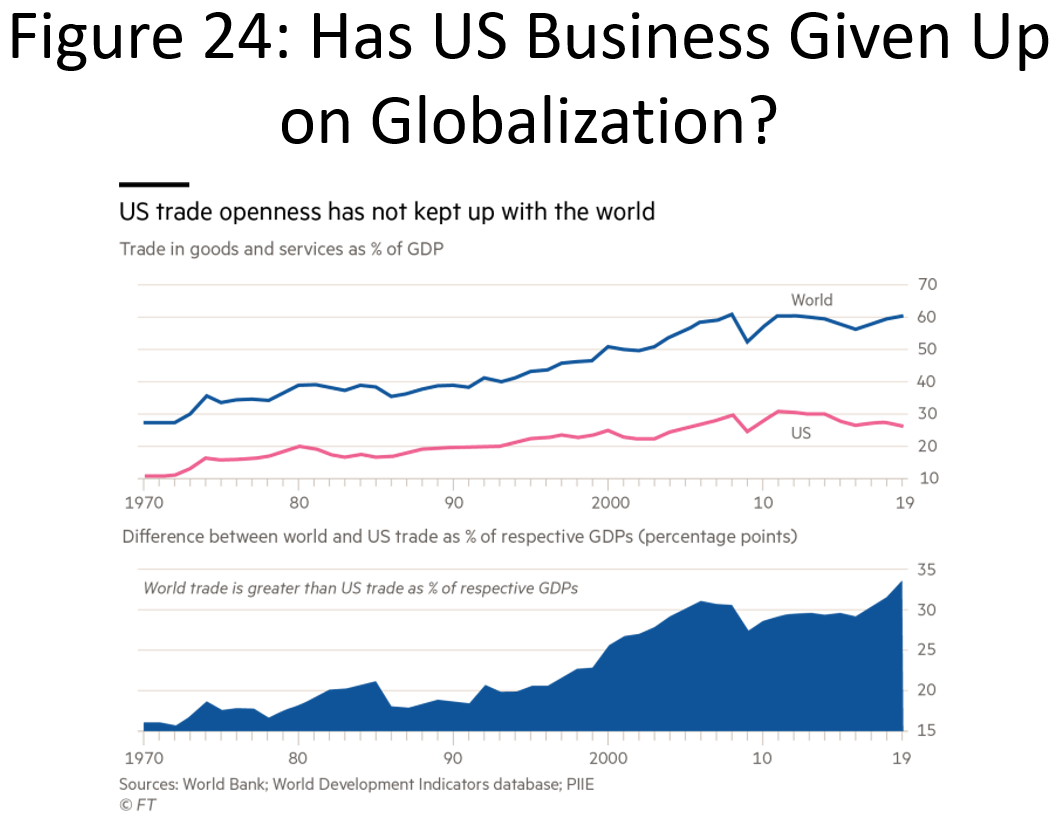 Figure 24: Has US Business Given Up
on Globalization?
US trade openness has not kept up with the world
Trade in goods and services as % of GDP
70
World
60
50
40
30
US
20
10
1970 80 90 2000 10 19
Difference between world and US trade as % of respective GDPs (percentage points)
35
World trade is greater than US trade as % of respective GDPs
30
25
20
15
1970 80 90 2000 10 19
Sources: World Bank; World Development Indicators database; PIIE
© FT